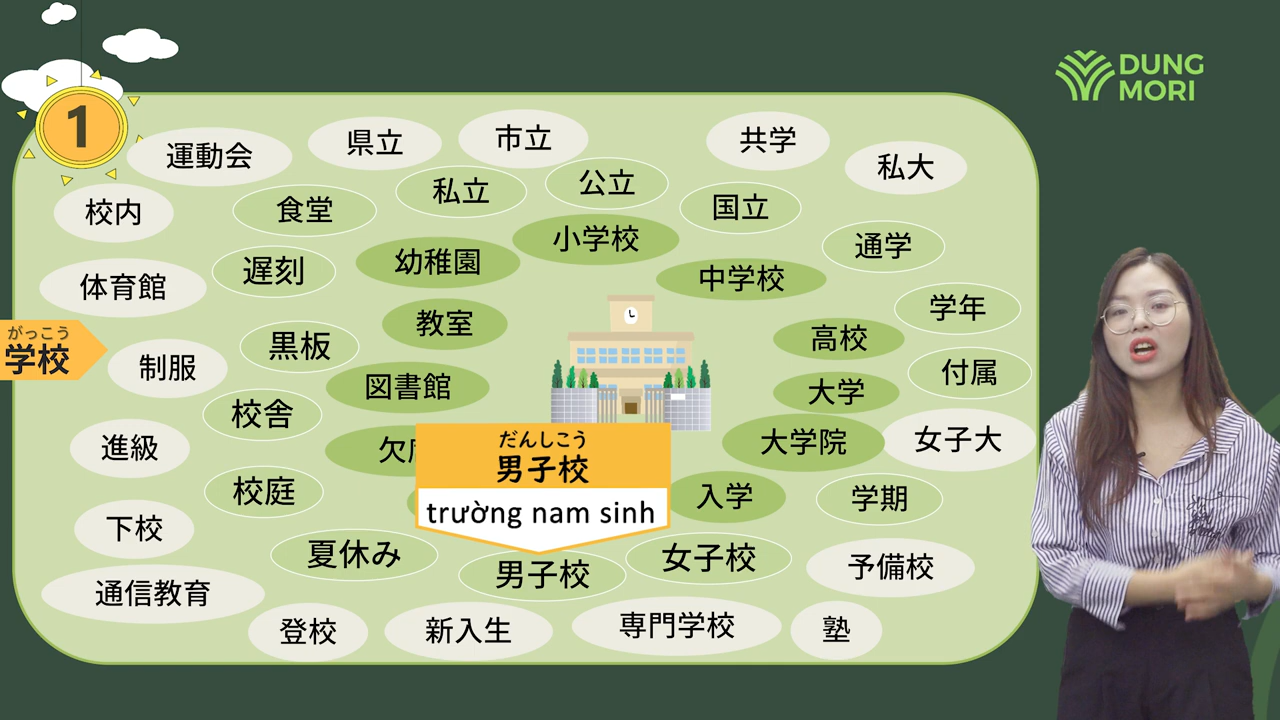 1
DUNG
MORI
運動会
県立
市立
共学
私大
校内
食堂
私立
公立
国立
通学
体育館
遅刻
幼稚園
小学校
中学校
学年
がっこう
学校
制服
黒板
教室
高校
付属
校舎
図書館
大学
進級
欠
大学院
女子大
だんしこう
男子校
trường nam sinh
校庭
入学
学期
下校
夏休み
男子校
女子校
予備校
通信教育
登校
新入生
専門学校
塾